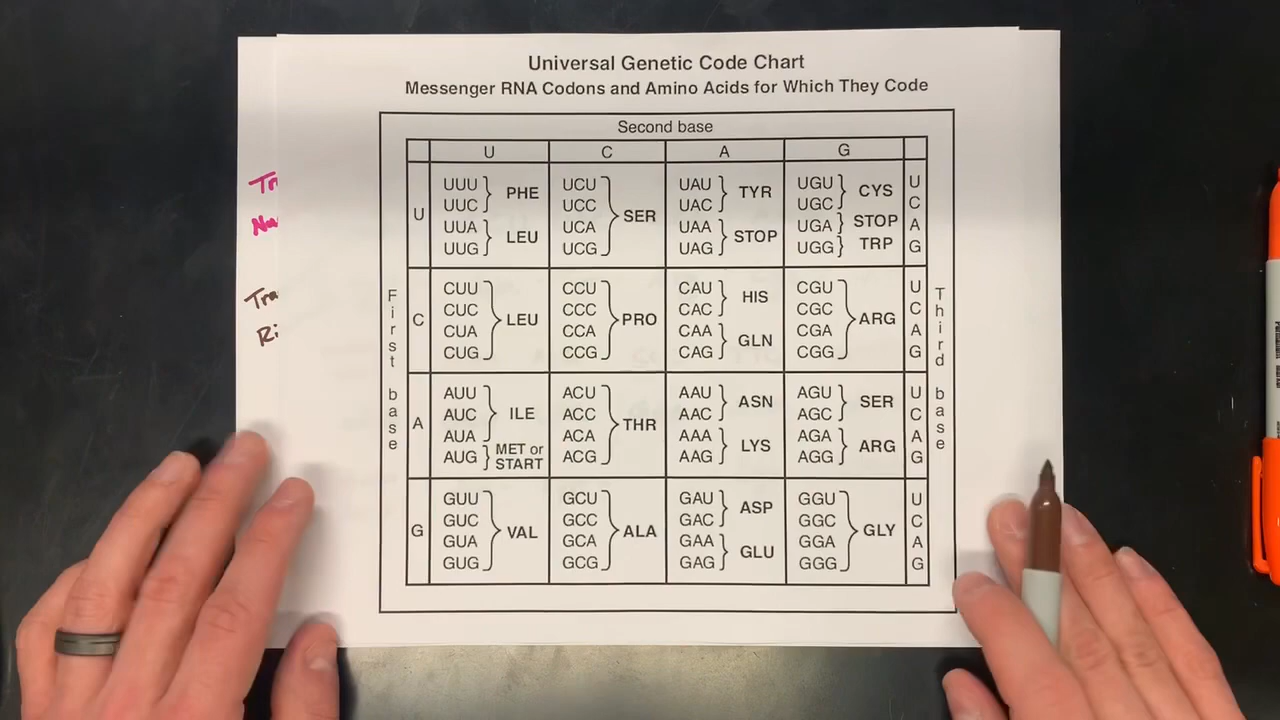 Universal Genetic Code Chart
Messenger RNA Codons and Amino Acids for Which They Code
Second base
U C A G
First base
Third base
U
UUU
UUC
PHE
UUA
UUG
LEU
UCU
UCC
UCA
UCG
SER
UAU
UAC
TYR
UAA
UAG
STOP
UGU
UGC
CYS
UGA
STOP
UGG
TRP
U
C
A
G
C
CUU
CUC
CUA
CUG
LEU
CCU
CCC
CCA
CCG
PRO
CAU
CAC
HIS
CAA
CAG
GLN
CGU
CGC
CGA
CGG
ARG
U
C
A
G
A
AUU
AUC
AUA
ILE
AUG
MET or
START
ACU
ACC
ACA
ACG
THR
AAU
AAC
ASN
AAA
AAG
LYS
AGU
AGC
SER
AGA
AGG
ARG
U
C
A
G
G
GUU
GUC
GUA
GUG
VAL
GCU
GCC
GCA
GCG
ALA
GAU
GAC
ASP
GAA
GAG
GLU
GGU
GGC
GGA
GGG
GLY
U
C
A
G